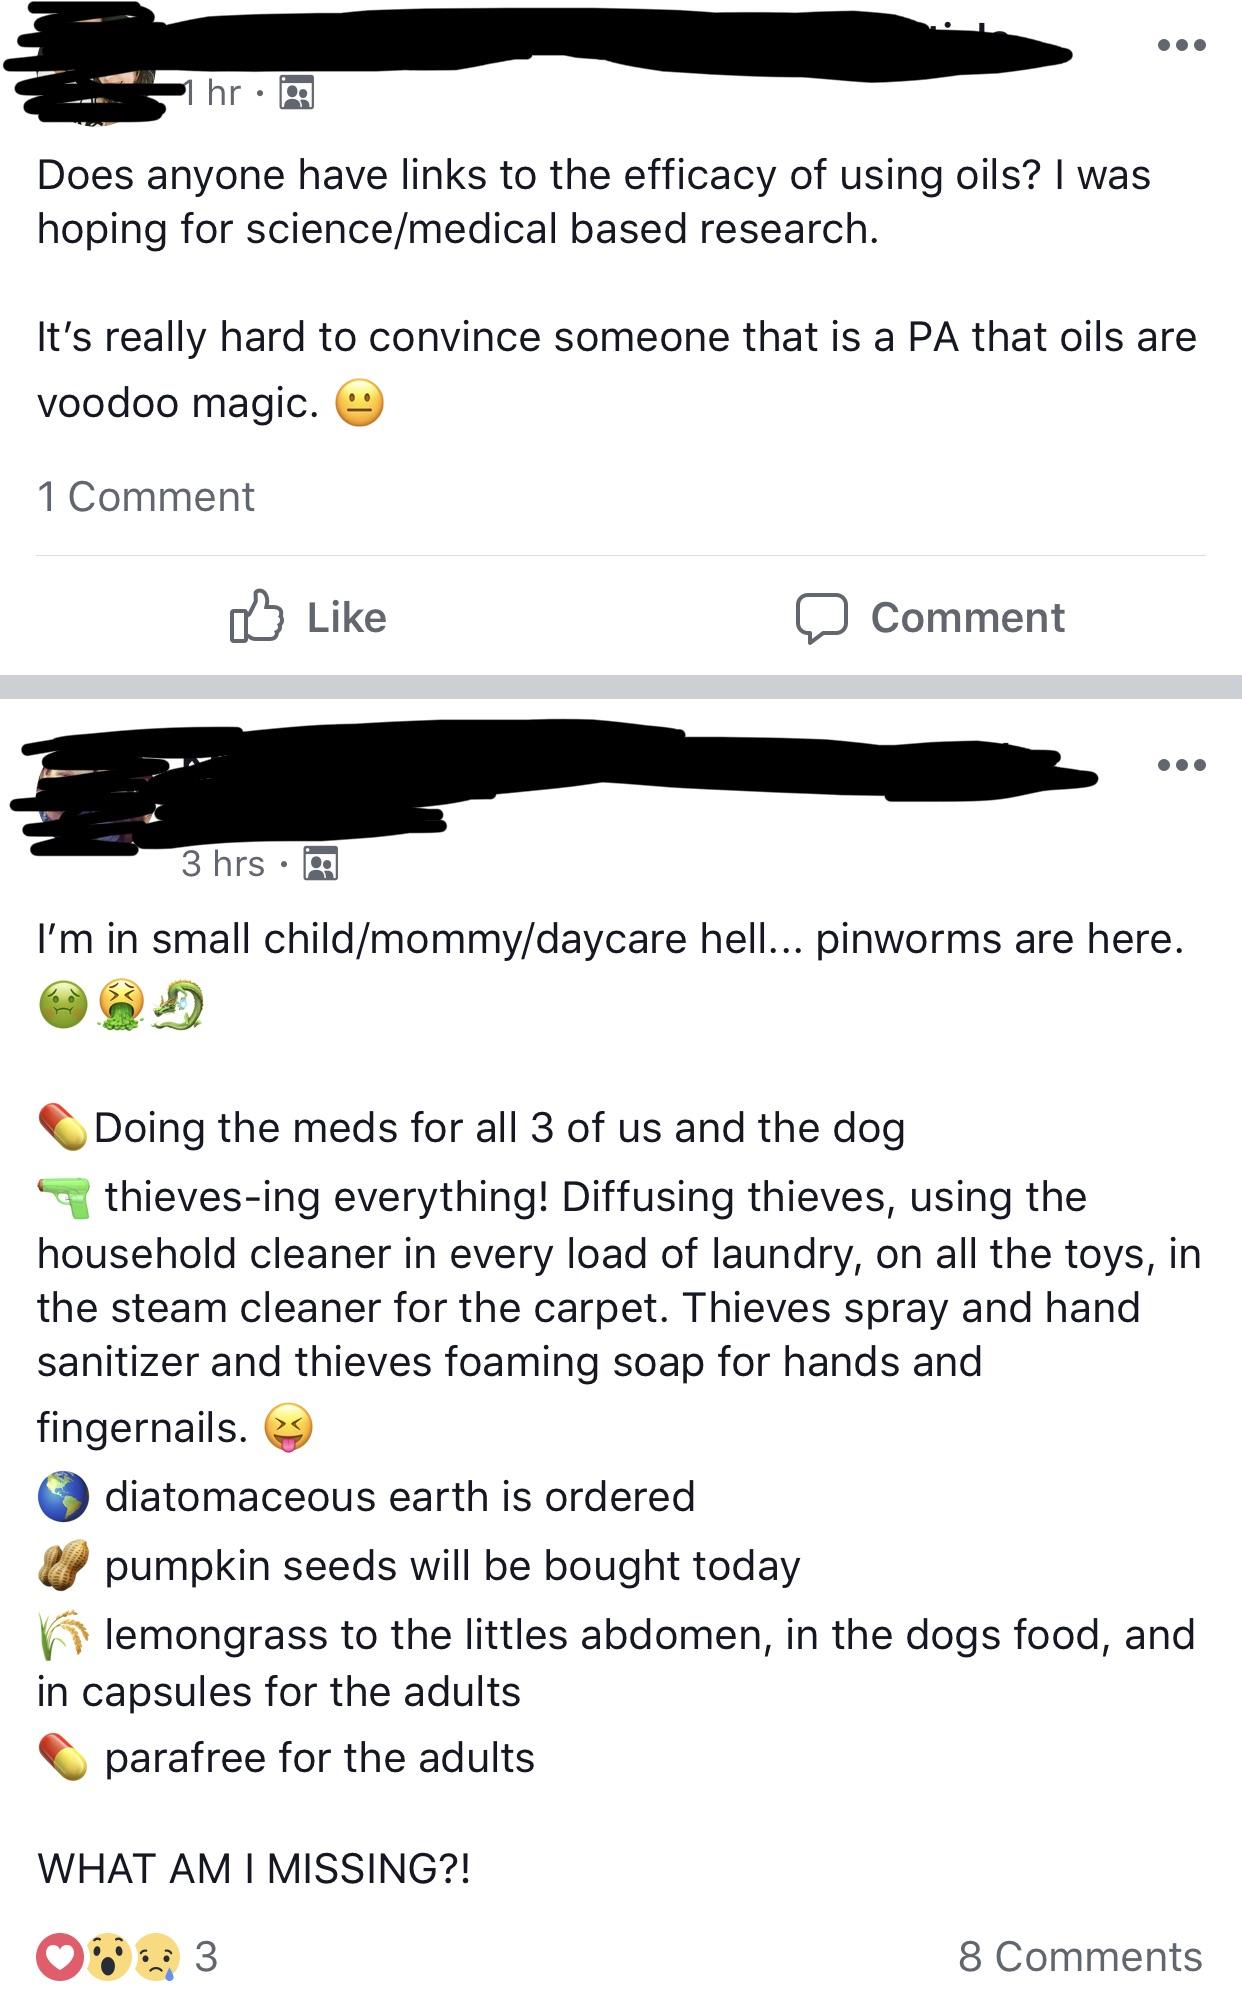 1 hr ·
Does anyone have links to the efficacy of using oils? I was
hoping for science/medical based research.
It’s really hard to convince someone that is a PA that oils are
voodoo magic. 😐
1 Comment
Like
Comment
3 hrs ·
I’m in small child/mommy/daycare hell... pinworms are here.
🤢🤮🐉
💊Doing the meds for all 3 of us and the dog
🔫 thieves-ing everything! Diffusing thieves, using the
household cleaner in every load of laundry, on all the toys, in
the steam cleaner for the carpet. Thieves spray and hand
sanitizer and thieves foaming soap for hands and
fingernails. 😝
🌎 diatomaceous earth is ordered
🥜 pumpkin seeds will be bought today
🌾 lemongrass to the littles abdomen, in the dogs food, and
in capsules for the adults
💊 parafree for the adults
WHAT AM I MISSING?!
3
8 Comments